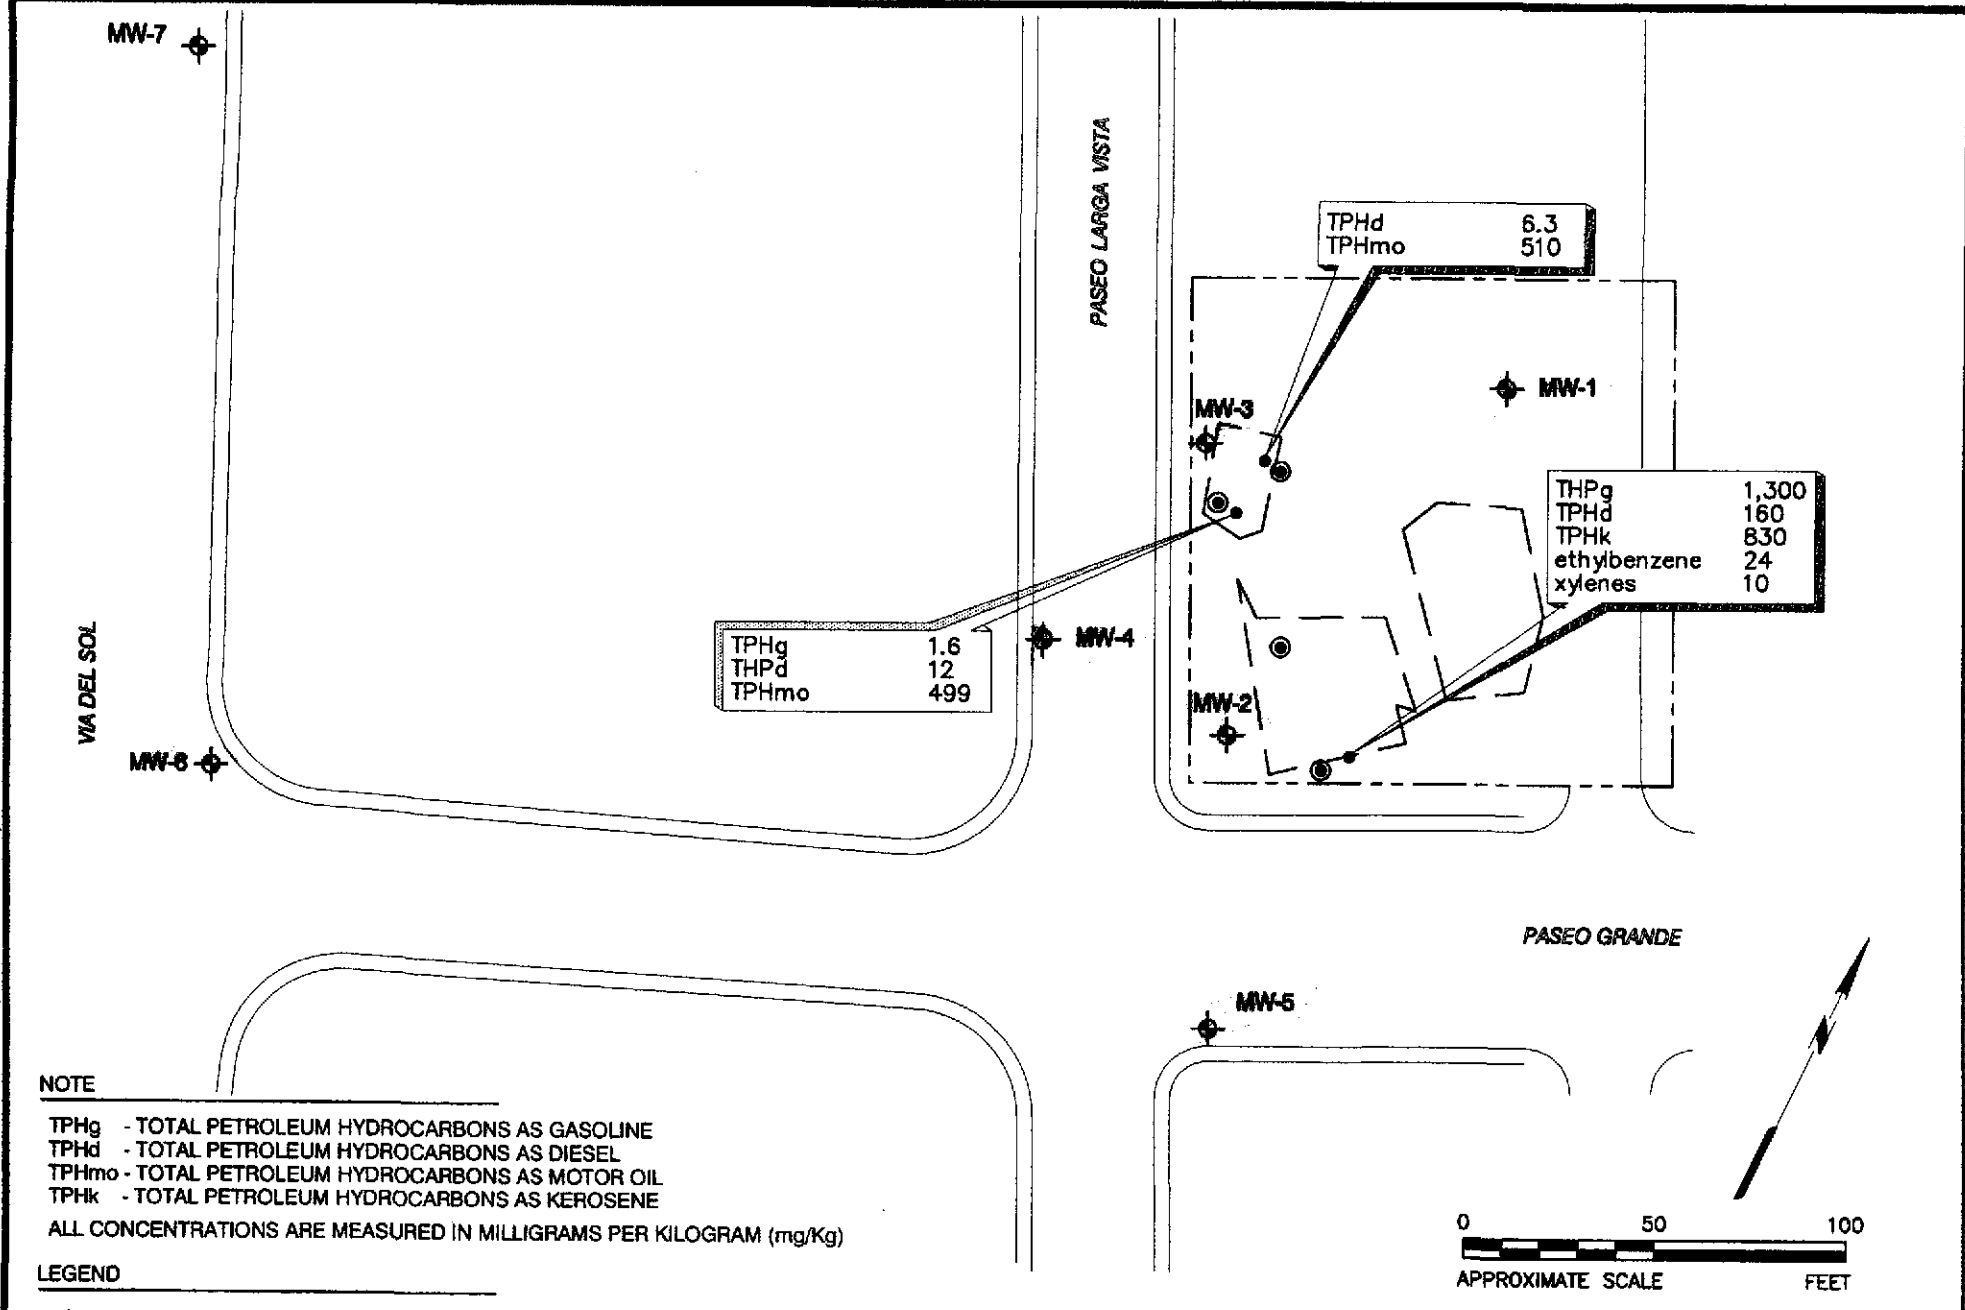 MW-7
PASEO LARGA VISTA
TPHd 6.3
TPHmo 510
MW-1
MW-3
THPg 1,300
TPHd 160
TPHk 830
ethylbenzene 24
xylenes 10
TPHg 1.6
THPd 12
TPHmo 499
MW-4
VIA DEL SOL
MW-2
MW-6
PASEO GRANDE
MW-5
NOTE
TPHg - TOTAL PETROLEUM HYDROCARBONS AS GASOLINE
TPHd - TOTAL PETROLEUM HYDROCARBONS AS DIESEL
TPHmo - TOTAL PETROLEUM HYDROCARBONS AS MOTOR OIL
TPHk - TOTAL PETROLEUM HYDROCARBONS AS KEROSENE
ALL CONCENTRATIONS ARE MEASURED IN MILLIGRAMS PER KILOGRAM (mg/Kg)
LEGEND
0 50 100
APPROXIMATE SCALE FEET